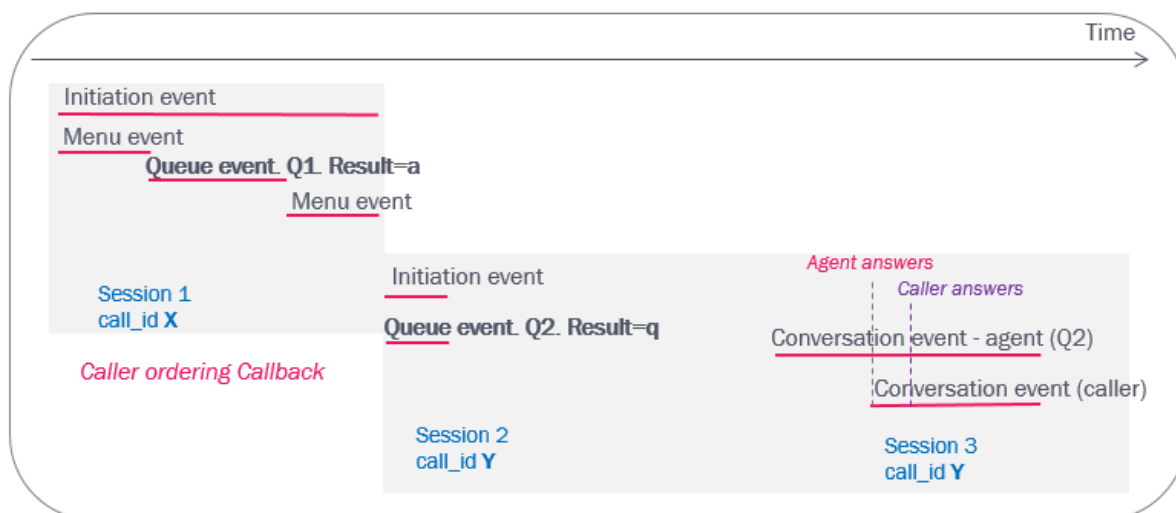 Time
Initiation event
Menu event
Queue event. Q1. Result=a
Menu event
Session 1
call_id X
Caller ordering Callback
Initiation event
Queue event. Q2. Result=q
Session 2
call_id Y
Agent answers
Caller answers
Conversation event - agent (Q2)
Conversation event (caller)
Session 3
call_id Y